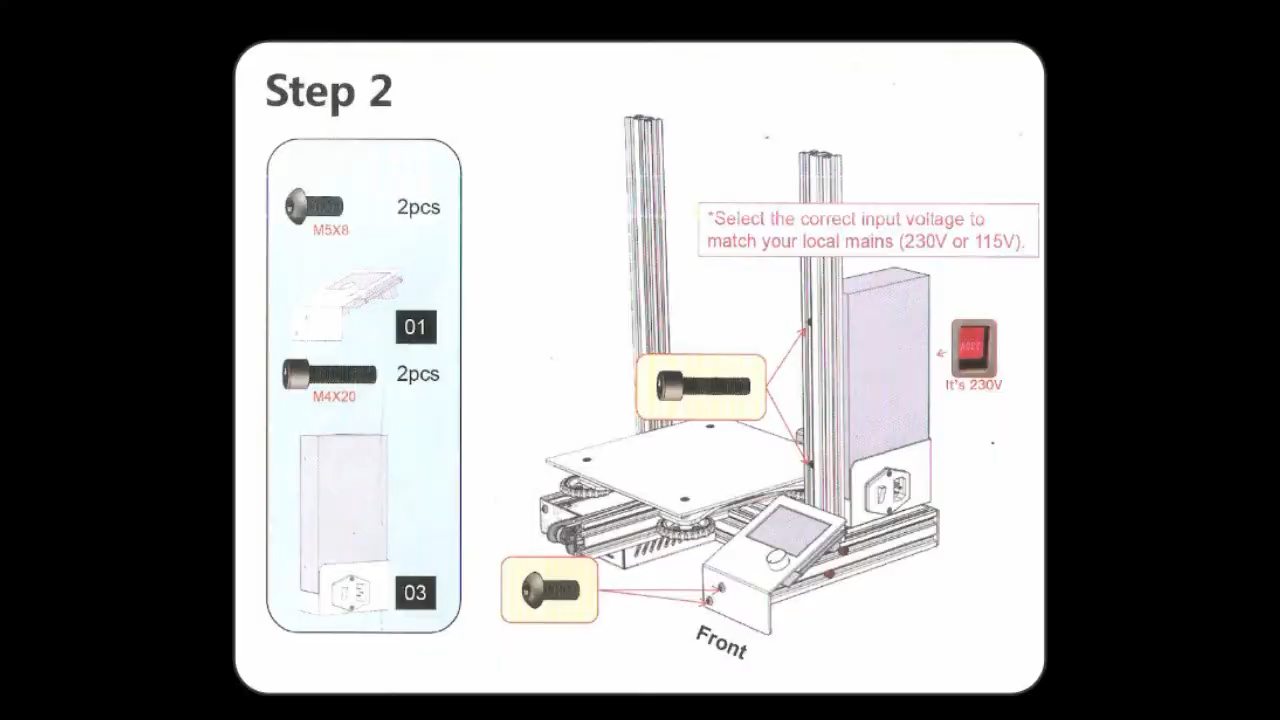 Step 2
2pcs
M5X8
01
2pcs
M4X20
03
*Select the correct input voltage to
match your local mains (230V or 115V).
It's 230V
Front